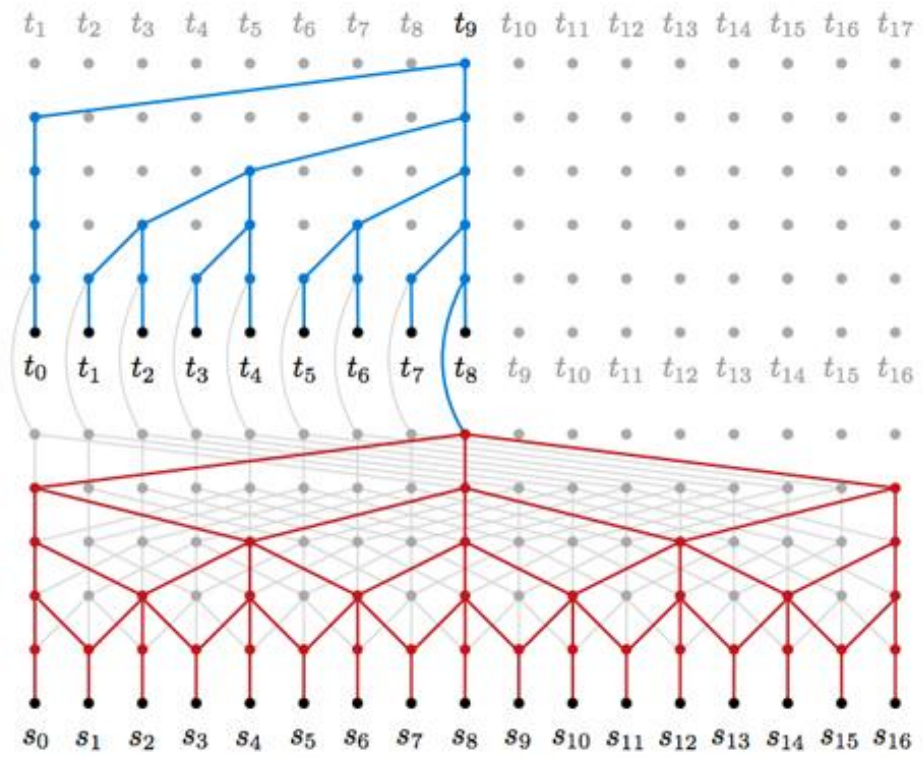 t₁ t₂ t₃ t₄ t₅ t₆ t₇ t₈ t₉ t₁₀ t₁₁ t₁₂ t₁₃ t₁₄ t₁₅ t₁₆ t₁₇
t₀ t₁ t₂ t₃ t₄ t₅ t₆ t₇ t₈ t₉ t₁₀ t₁₁ t₁₂ t₁₃ t₁₄ t₁₅ t₁₆
s₀ s₁ s₂ s₃ s₄ s₅ s₆ s₇ s₈ s₉ s₁₀ s₁₁ s₁₂ s₁₃ s₁₄ s₁₅ s₁₆